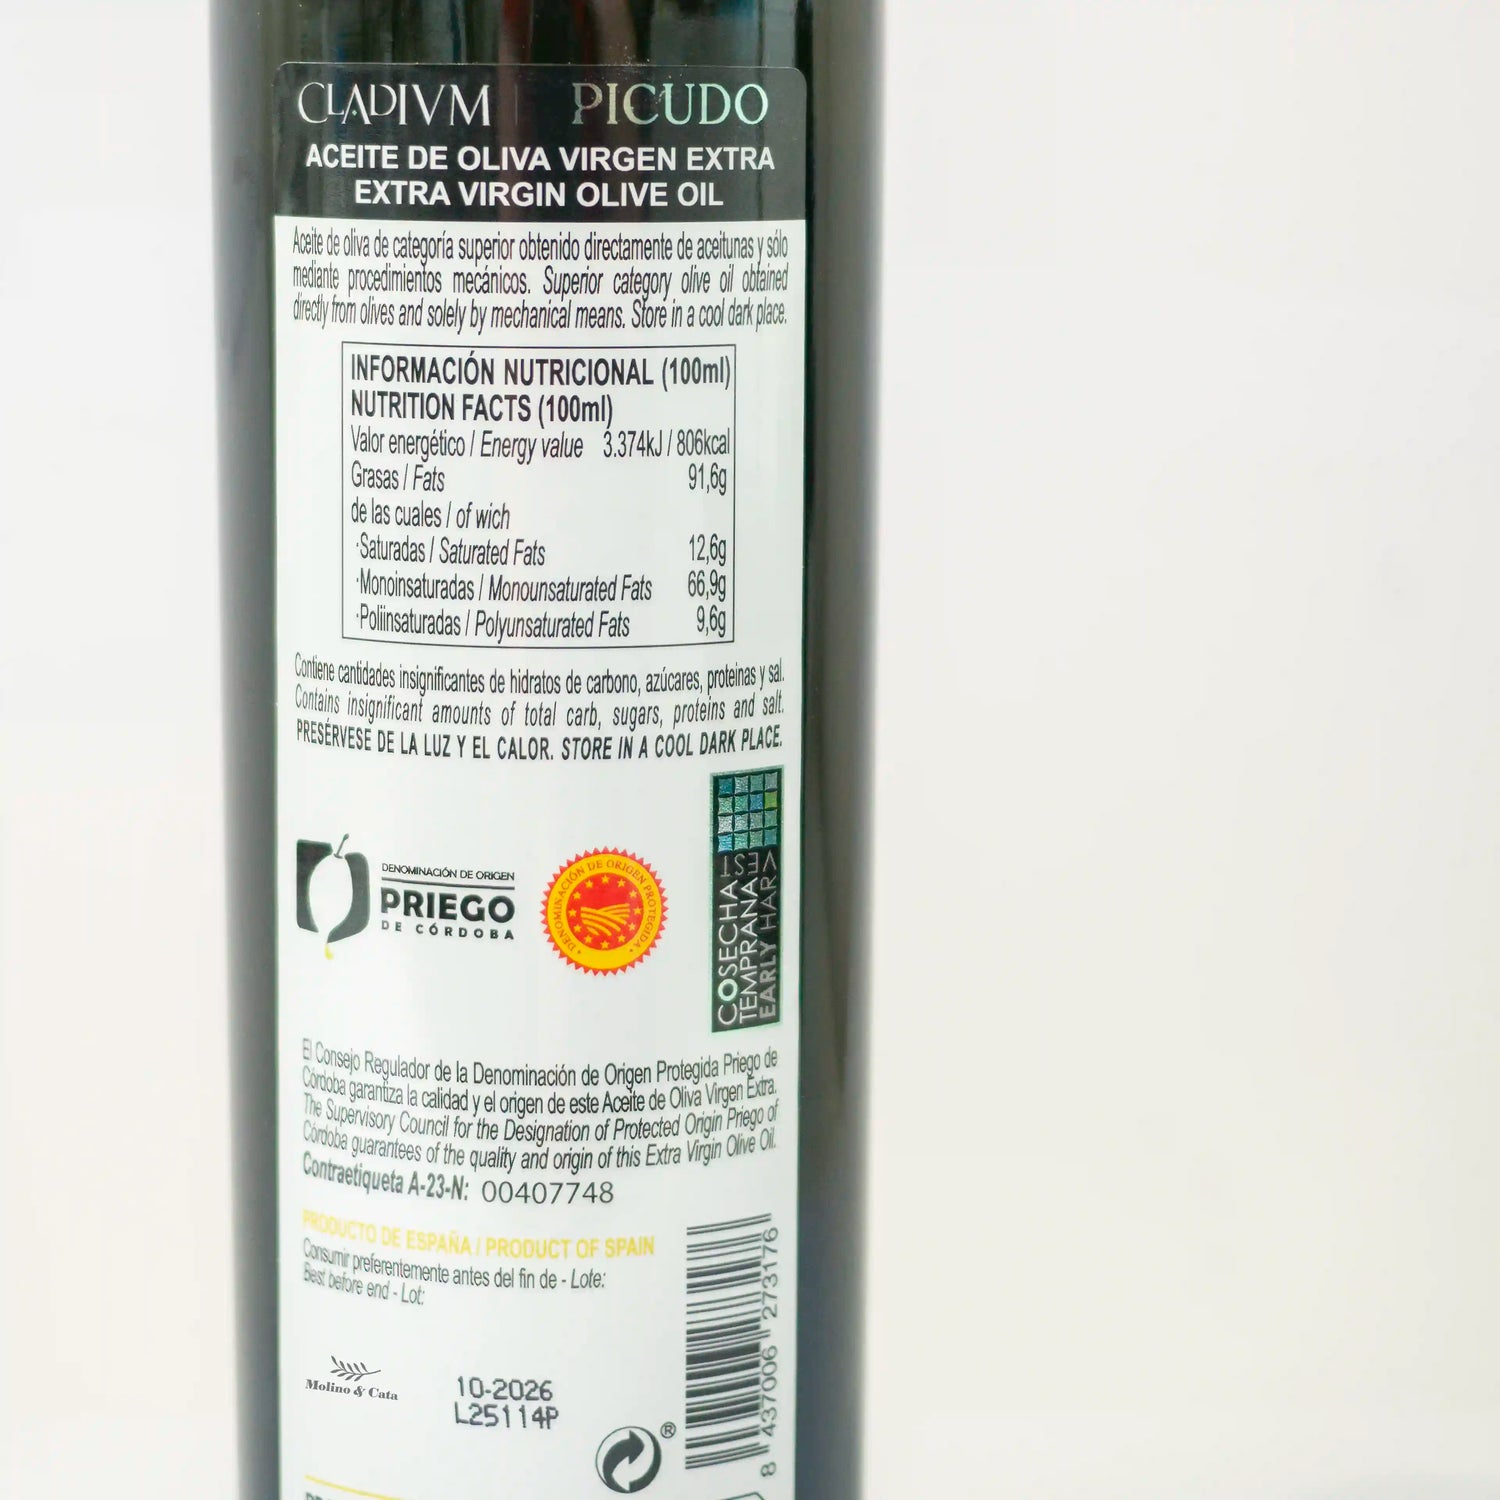 CLADIVM PICUDO
ACEITE DE OLIVA VIRGEN EXTRA
EXTRA VIRGIN OLIVE OIL
Aceite de oliva de categoría superior obtenido directamente de aceitunas y sólo
mediante procedimientos mecánicos. Superior category olive oil obtained
directly from olives and solely by mechanical means. Store in a cool dark place.
INFORMACIÓN NUTRICIONAL (100ml)
NUTRITION FACTS (100ml)
Valor energético / Energy value 3.374kJ / 806kcal
Grasas / Fats 91,6g
de las cuales / of wich
·Saturadas / Saturated Fats 12,6g
·Monoinsaturadas / Monounsaturated Fats 66,9g
·Poliinsaturadas / Polyunsaturated Fats 9,6g
Contiene cantidades insignificantes de hidratos de carbono, azúcares, proteinas y sal.
Contains insignificant amounts of total carb, sugars, proteins and salt.
PRESÉRVESE DE LA LUZ Y EL CALOR. STORE IN A COOL DARK PLACE.
DENOMINACIÓN DE ORIGEN
PRIEGO
DE CÓRDOBA
DENOMINACIÓN DE ORIGEN PROTEGIDA
COSECHA
TEMPRANA
EARLY HARVEST
El Consejo Regulador de la Denominación de Origen Protegida Priego de
Córdoba garantiza la calidad y el origen de este Aceite de Oliva Virgen Extra.
The Supervisory Council for the Designation of Protected Origin Priego of
Córdoba guarantees of the quality and origin of this Extra Virgin Olive Oil.
Contraetiqueta A-23-N: 00407748
PRODUCTO DE ESPAÑA / PRODUCT OF SPAIN
Consumir preferentemente antes del fin de - Lote:
Best before end - Lot:
Molino & Cata
10-2026
L25114P
®
8 437006 273176